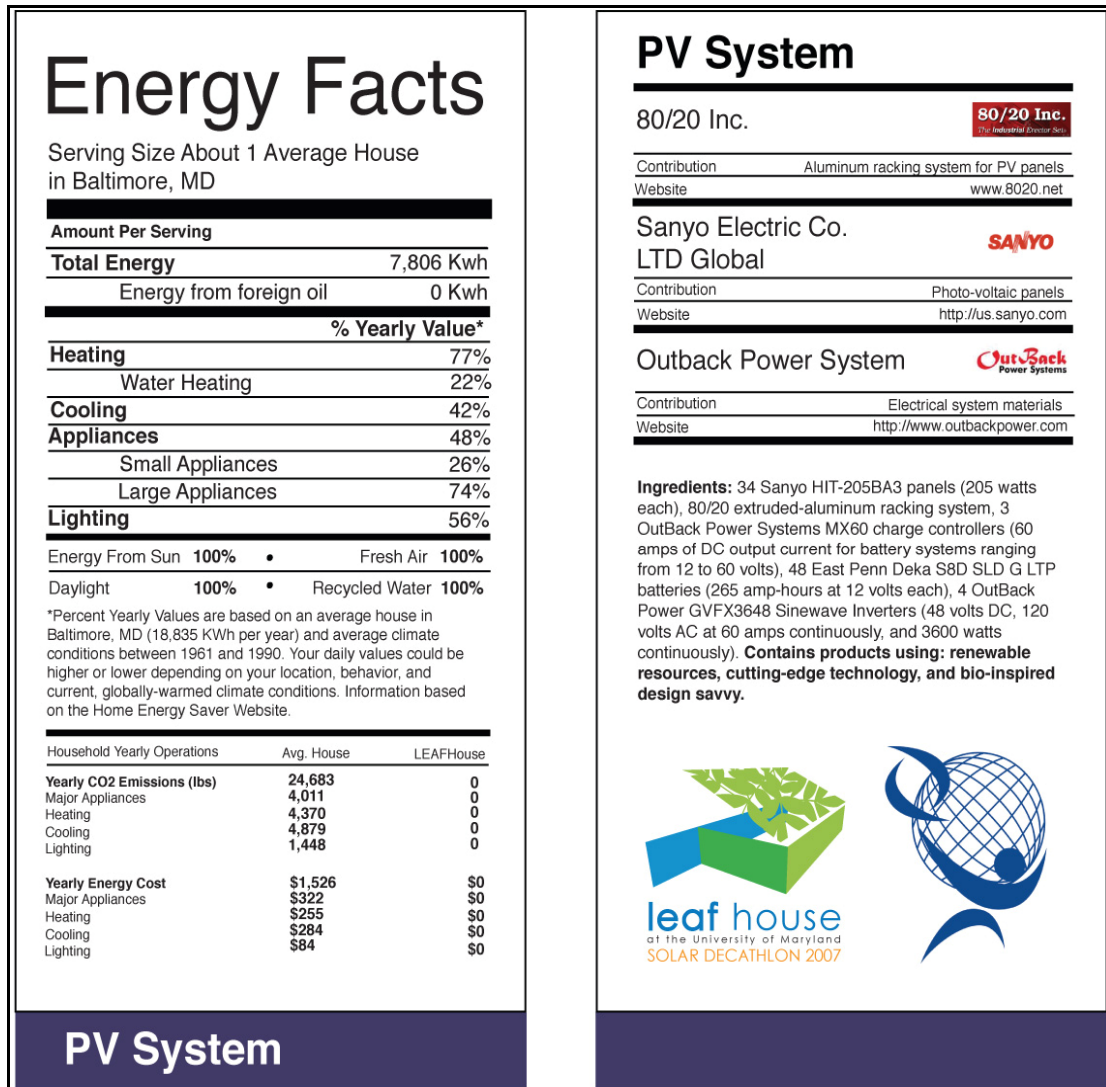 Energy Facts
Serving Size About 1 Average House
in Baltimore, MD
Amount Per Serving
Total Energy 7,806 Kwh
Energy from foreign oil 0 Kwh
% Yearly Value*
Heating 77%
Water Heating 22%
Cooling 42%
Appliances 48%
Small Appliances 26%
Large Appliances 74%
Lighting 56%
Energy From Sun 100% • Fresh Air 100%
Daylight 100% • Recycled Water 100%
*Percent Yearly Values are based on an average house in
Baltimore, MD (18,835 KWh per year) and average climate
conditions between 1961 and 1990. Your daily values could be
higher or lower depending on your location, behavior, and
current, globally-warmed climate conditions. Information based
on the Home Energy Saver Website.
Household Yearly Operations Avg. House LEAFHouse
Yearly CO2 Emissions (lbs) 24,683 0
Major Appliances 4,011 0
Heating 4,370 0
Cooling 4,879 0
Lighting 1,448 0
Yearly Energy Cost $1,526 $0
Major Appliances $322 $0
Heating $255 $0
Cooling $284 $0
Lighting $84 $0
PV System
PV System
80/20 Inc.
80/20 Inc.
The Industrial Erector Set®
Contribution Aluminum racking system for PV panels
Website www.8020.net
Sanyo Electric Co.
LTD Global
SANYO
Contribution Photo-voltaic panels
Website http://us.sanyo.com
Outback Power System
OutBack
Power Systems
Contribution Electrical system materials
Website http://www.outbackpower.com
Ingredients: 34 Sanyo HIT-205BA3 panels (205 watts
each), 80/20 extruded-aluminum racking system, 3
OutBack Power Systems MX60 charge controllers (60
amps of DC output current for battery systems ranging
from 12 to 60 volts), 48 East Penn Deka S8D SLD G LTP
batteries (265 amp-hours at 12 volts each), 4 OutBack
Power GVFX3648 Sinewave Inverters (48 volts DC, 120
volts AC at 60 amps continuously, and 3600 watts
continuously). Contains products using: renewable
resources, cutting-edge technology, and bio-inspired
design savvy.
leaf house
at the University of Maryland
SOLAR DECATHLON 2007